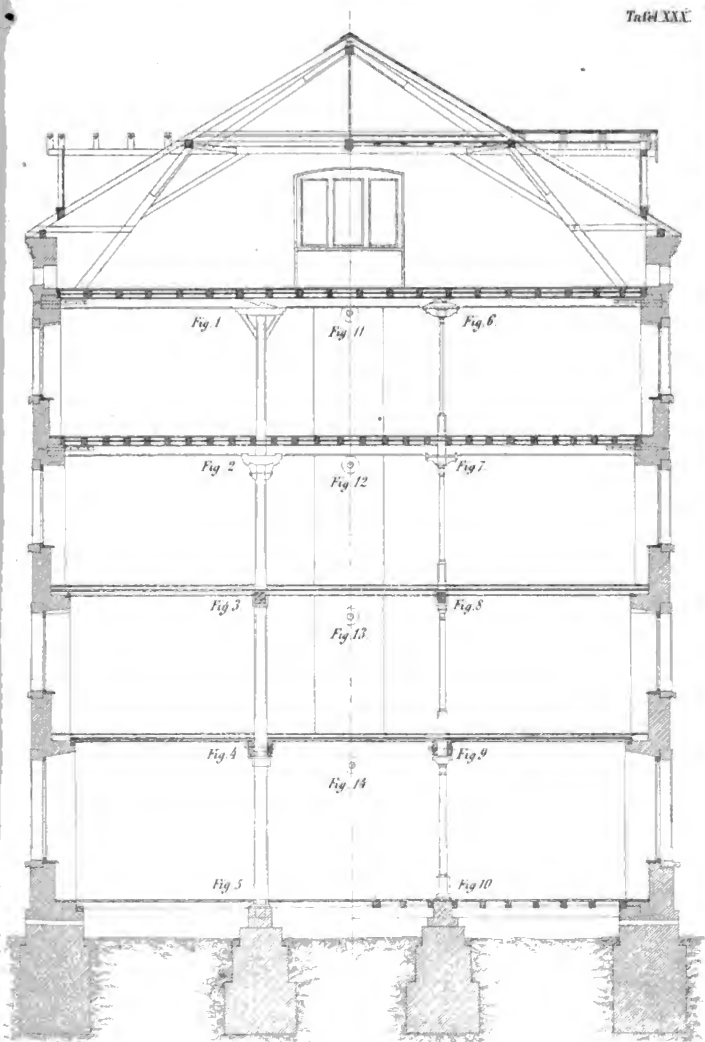 Tafel XXX.
Fig. 1
Fig. 11
Fig. 6.
Fig. 2
Fig. 12
Fig. 7.
Fig. 3
Fig. 8
Fig. 13.
Fig. 4
Fig. 9
Fig. 14
Fig. 5
Fig. 10